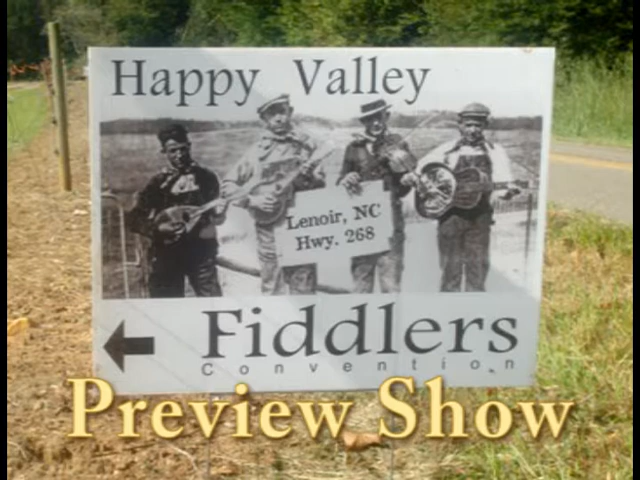 Happy Valley
Lenoir, NC
Hwy. 268
Fiddlers
Convention
Preview Show